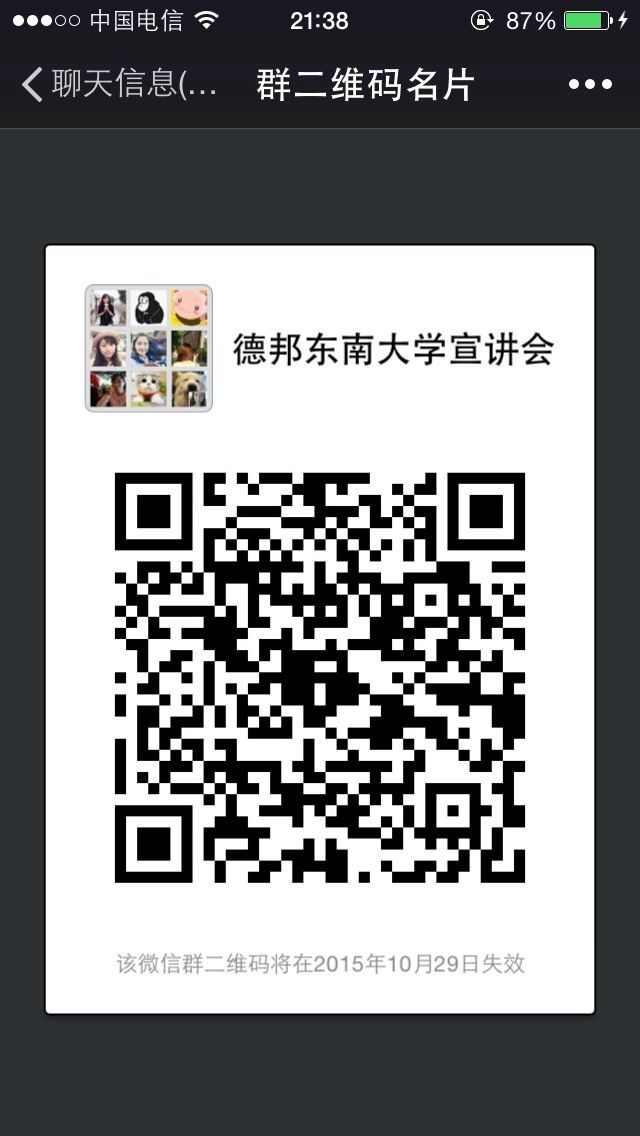 中国电信 21:38 87%
聊天信息(... 群二维码名片
德邦东南大学宣讲会
该微信群二维码将在2015年10月29日失效